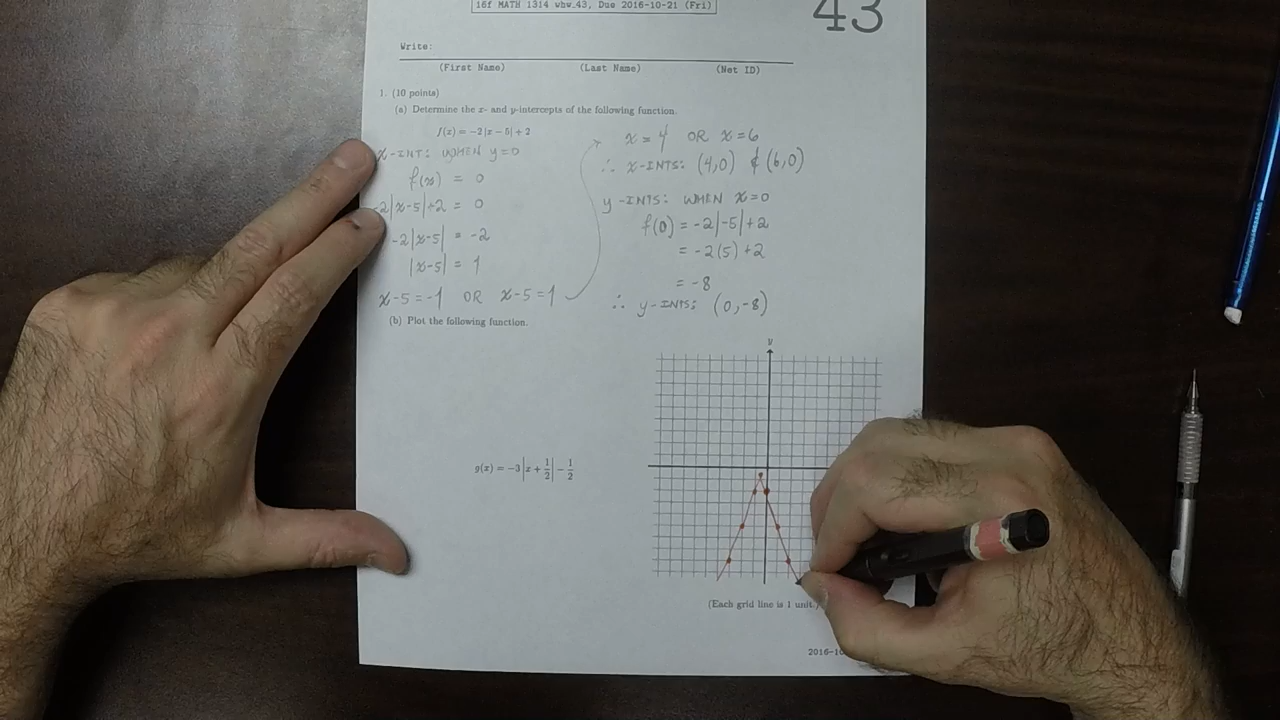 16f MATH 1314 whw.43, Due 2016-10-21 (Fri)
43
Write:
(First Name) (Last Name) (Net ID)
1. (10 points)
(a) Determine the x- and y-intercepts of the following function.
f(x) = -2|x - 5| + 2
x-INT: WHEN y=0
f(x) = 0
-2|x-5|+2 = 0
-2|x-5| = -2
|x-5| = 1
x-5=-1 OR x-5=1
x=4 OR x=6
∴ x-INTS: (4,0) & (6,0)
y-INTS: WHEN x=0
f(0) = -2|-5|+2
= -2(5)+2
= -8
∴ y-INTS: (0,-8)
(b) Plot the following function.
g(x) = -3|x + 1/2| - 1/2
y
(Each grid line is 1 unit.)